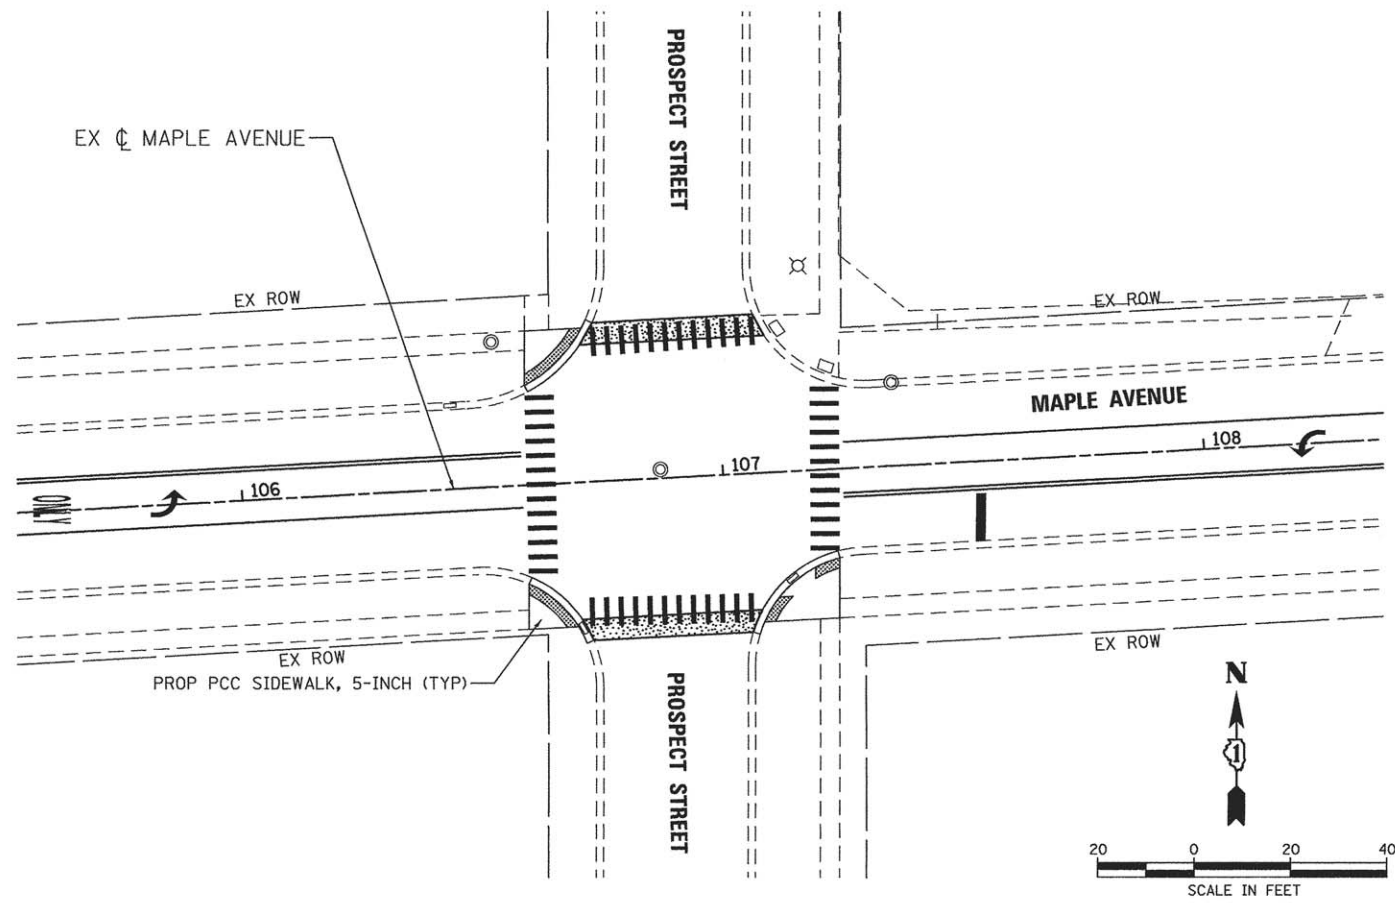 PROSPECT STREET
EX ℄ MAPLE AVENUE
EX ROW
EX ROW
MAPLE AVENUE
108
107
106
ONLY
EX ROW
EX ROW
PROP PCC SIDEWALK, 5-INCH (TYP)
PROSPECT STREET
N
1
20 0 20 40
SCALE IN FEET